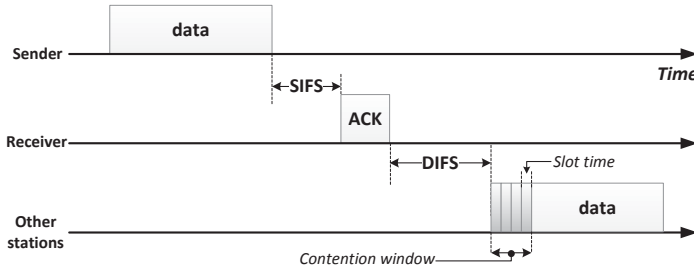 data
Sender
Time
SIFS
ACK
Receiver
DIFS
Slot time
data
Other
stations
Contention window